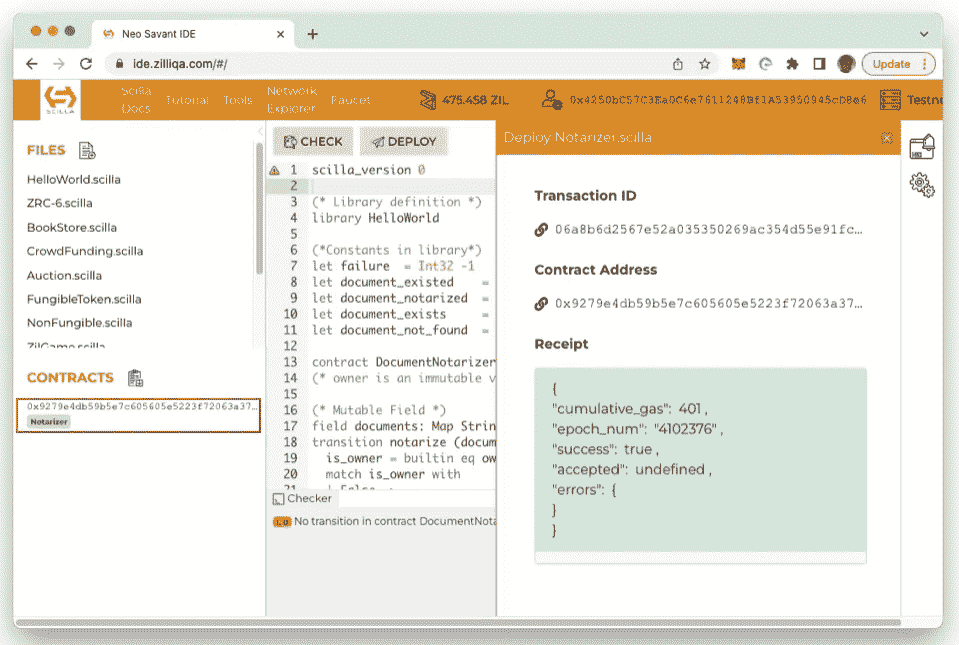 Neo Savant IDE
ide.zilliqa.com/#/
Update
SCILLA
Scilla Docs
Tutorial
Tools
Network Explorer
Faucet
475.458 ZIL
Testn
FILES
HelloWorld.scilla
ZRC-6.scilla
BookStore.scilla
CrowdFunding.scilla
Auction.scilla
FungibleToken.scilla
NonFungible.scilla
ZilGame.scilla
CONTRACTS
0x9279e4db59b5e7c605605e5223f72063a37...
Notarizer
CHECK
DEPLOY
1 scilla_version 0
2
3 (* Library definition *)
4 library HelloWorld
5
6 (*Constants in library*)
7 let failure = Int32 -1
8 let document_existed =
9 let document_notarized =
10 let document_exists =
11 let document_not_found =
12
13 contract DocumentNotarizer
14 (* owner is an immutable v
15
16 (* Mutable Field *)
17 field documents: Map Strin
18 transition notarize (docum
19 is_owner = builtin eq ow
20 match is_owner with
21 | False
Checker
1.0 No transition in contract DocumentNota
Deploy Notarizer.scilla
Transaction ID
06a8b6d2567e52a035350269ac354d55e91fc...
Contract Address
0x9279e4db59b5e7c605605e5223f72063a37...
Receipt
{
"cumulative_gas": 401 ,
"epoch_num": "4102376" ,
"success": true ,
"accepted": undefined ,
"errors": {
}
}